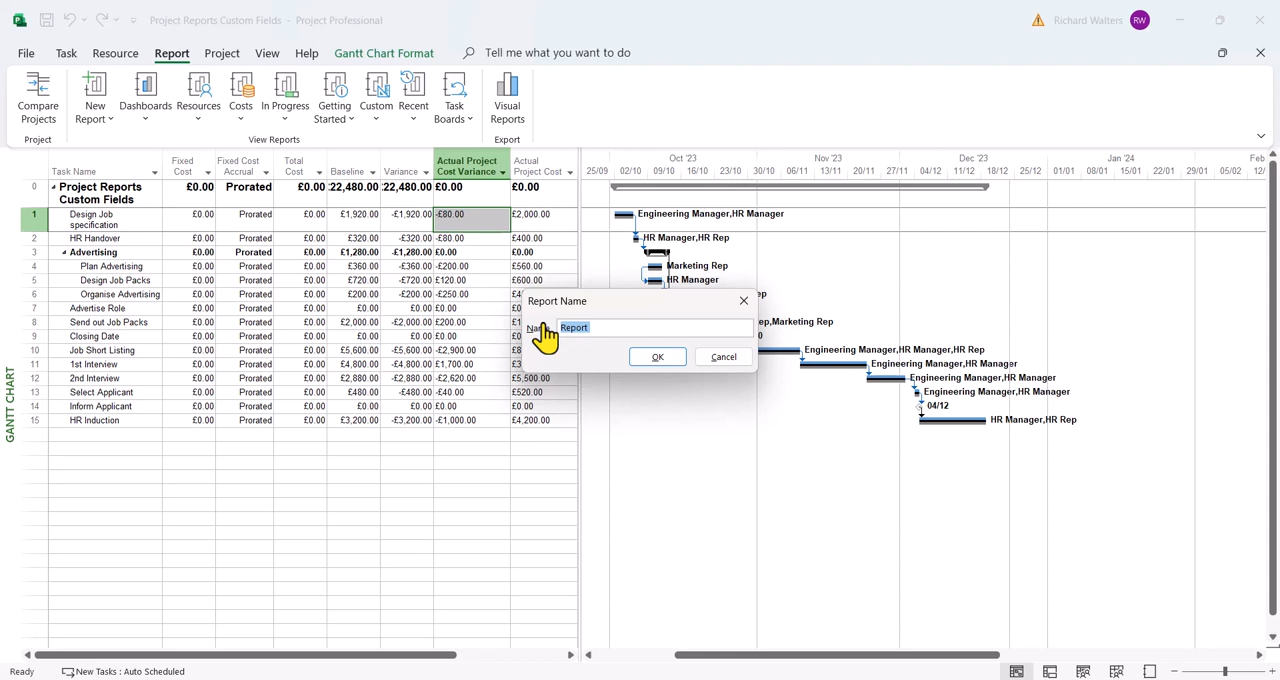 Project Reports Custom Fields - Project Professional
Richard Walters RW
File Task Resource Report Project View Help Gantt Chart Format Tell me what you want to do
Compare Projects
New Report
Dashboards
Resources
Costs
In Progress
Getting Started
Custom
Recent
Task Boards
Visual Reports
Project View Reports Export
Task Name Fixed Cost Fixed Cost Accrual Total Cost Baseline Variance Actual Project Cost Variance Actual Project Cost
Oct '23 Nov '23 Dec '23 Jan '24 Feb
25/09 02/10 09/10 16/10 23/10 30/10 06/11 13/11 20/11 27/11 04/12 11/12 18/12 25/12 01/01 08/01 15/01 22/01 29/01 05/02 12/
0 Project Reports Custom Fields £0.00 Prorated £0.00 :22,480.00 :22,480.00 £0.00 £0.00
1 Design Job specification £0.00 Prorated £0.00 £1,920.00 -£1,920.00 -£80.00 £2,000.00 Engineering Manager,HR Manager
2 HR Handover £0.00 Prorated £0.00 £320.00 -£320.00 -£80.00 £400.00 HR Manager,HR Rep
3 Advertising £0.00 Prorated £0.00 £1,280.00 -£1,280.00 £0.00 £0.00
4 Plan Advertising £0.00 Prorated £0.00 £360.00 -£360.00 -£200.00 £560.00 Marketing Rep
5 Design Job Packs £0.00 Prorated £0.00 £720.00 -£720.00 £120.00 £600.00 HR Manager
6 Organise Advertising £0.00 Prorated £0.00 £200.00 -£200.00 -£250.00
7 Advertise Role £0.00 Prorated £0.00 £0.00 £0.00 £0.00
8 Send out Job Packs £0.00 Prorated £0.00 £2,000.00 -£2,000.00 £200.00 ep,Marketing Rep
9 Closing Date £0.00 Prorated £0.00 £0.00 £0.00 £0.00
10 Job Short Listing £0.00 Prorated £0.00 £5,600.00 -£5,600.00 -£2,900.00 Engineering Manager,HR Manager,HR Rep
11 1st Interview £0.00 Prorated £0.00 £4,800.00 -£4,800.00 £1,700.00 Engineering Manager,HR Manager
12 2nd Interview £0.00 Prorated £0.00 £2,880.00 -£2,880.00 -£2,620.00 £5,500.00 Engineering Manager,HR Manager
13 Select Applicant £0.00 Prorated £0.00 £480.00 -£480.00 -£40.00 £520.00 Engineering Manager,HR Manager
14 Inform Applicant £0.00 Prorated £0.00 £0.00 £0.00 £0.00 £0.00 04/12
15 HR Induction £0.00 Prorated £0.00 £3,200.00 -£3,200.00 -£1,000.00 £4,200.00 HR Manager,HR Rep
Report Name
Report
OK Cancel
GANTT CHART
Ready New Tasks : Auto Scheduled